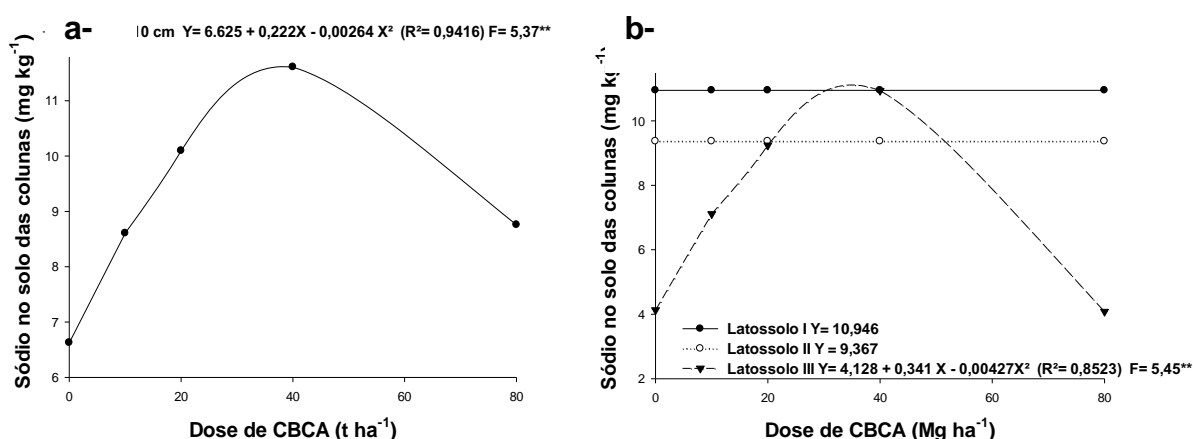 a-
10 cm Y= 6.625 + 0,222X - 0,00264 X² (R²= 0,9416) F= 5,37**
Sódio no solo das colunas (mg kg⁻¹)
11
10
9
8
7
6
0
20
40
60
80
Dose de CBCA (t ha⁻¹)
b-
Sódio no solo das colunas (mg kg⁻¹)
10
8
6
4
2
Latossolo I Y= 10,946
Latossolo II Y = 9,367
Latossolo III Y= 4,128 + 0,341 X - 0,00427X² (R²= 0,8523) F= 5,45**
0
20
40
60
80
Dose de CBCA (Mg ha⁻¹)